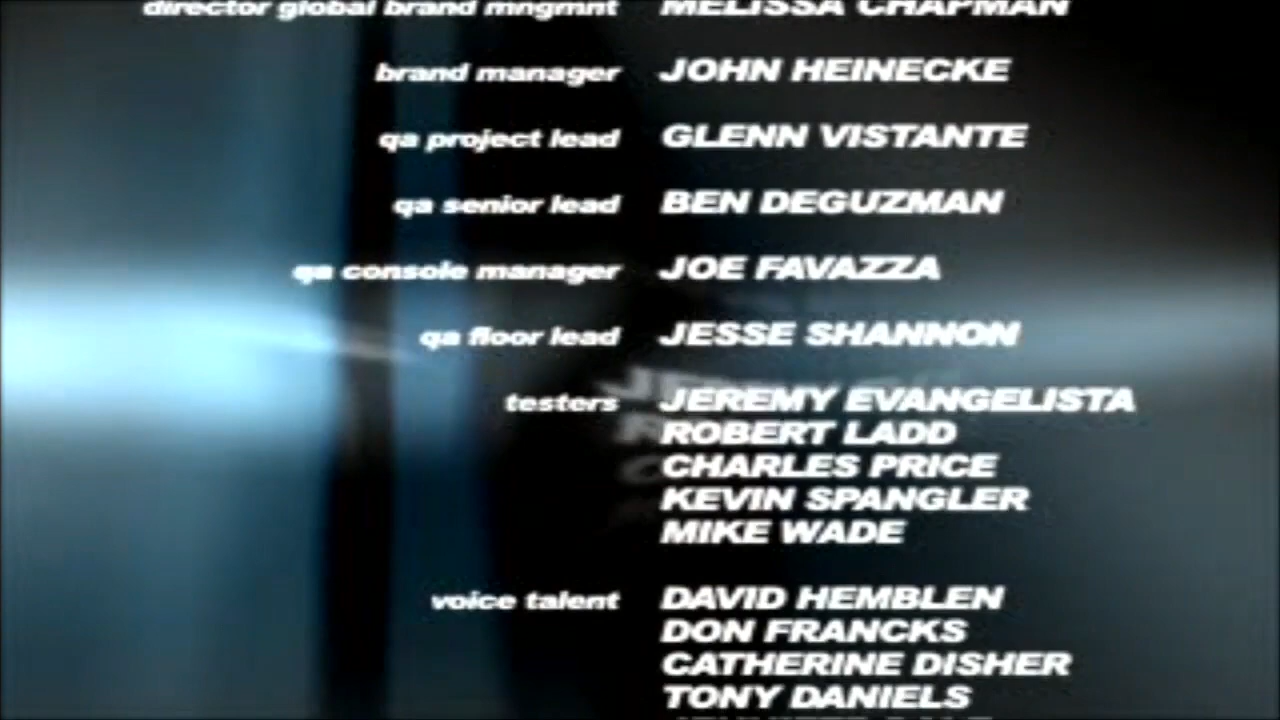 director global brand mngmnt MELISSA CHAPMAN
brand manager JOHN HEINECKE
qa project lead GLENN VISTANTE
qa senior lead BEN DEGUZMAN
qa console manager JOE FAVAZZA
qa floor lead JESSE SHANNON
testers JEREMY EVANGELISTA
ROBERT LADD
CHARLES PRICE
KEVIN SPANGLER
MIKE WADE
voice talent DAVID HEMBLEN
DON FRANCKS
CATHERINE DISHER
TONY DANIELS